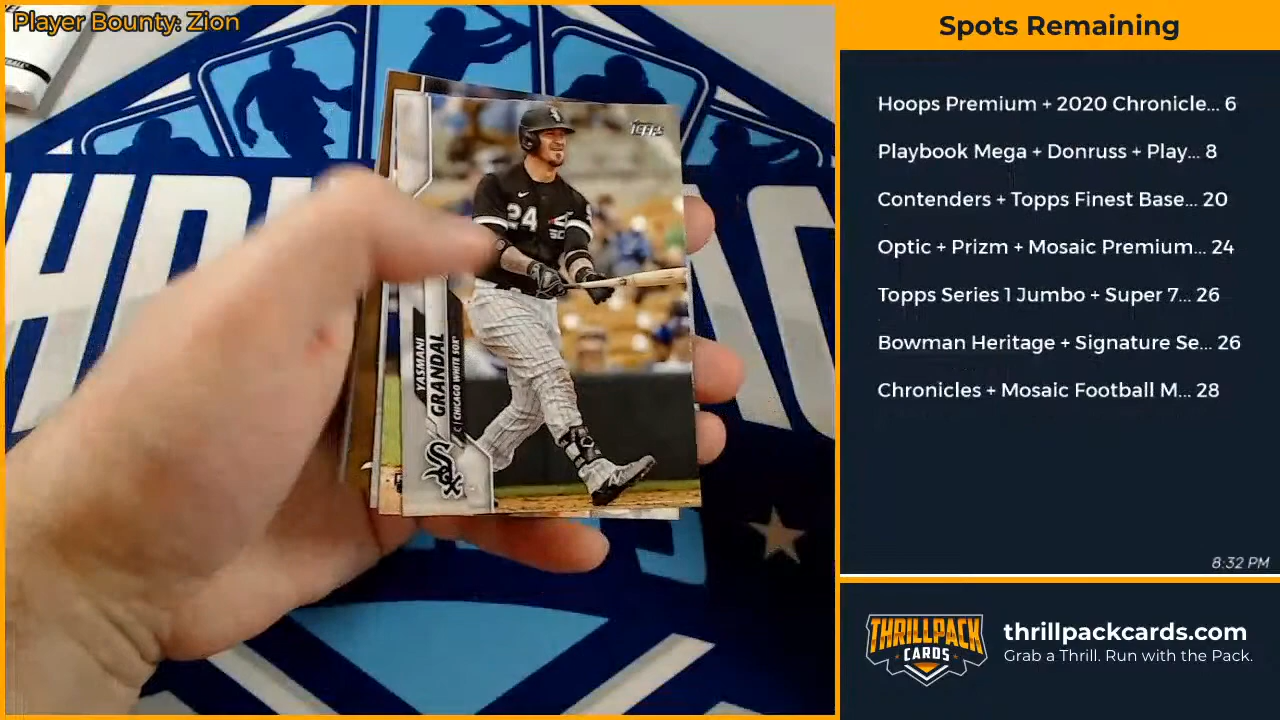 Player Bounty: Zion
Spots Remaining
Hoops Premium + 2020 Chronicle... 6
Playbook Mega + Donruss + Play... 8
Contenders + Topps Finest Base... 20
Optic + Prizm + Mosaic Premium... 24
Topps Series 1 Jumbo + Super 7... 26
Bowman Heritage + Signature Se... 26
Chronicles + Mosaic Football M... 28
8:32 PM
THRILLPACK
CARDS
thrillpackcards.com
Grab a Thrill. Run with the Pack.
TOPPS
24
YASMANI
GRANDAL
C | CHICAGO WHITE SOX
Sox